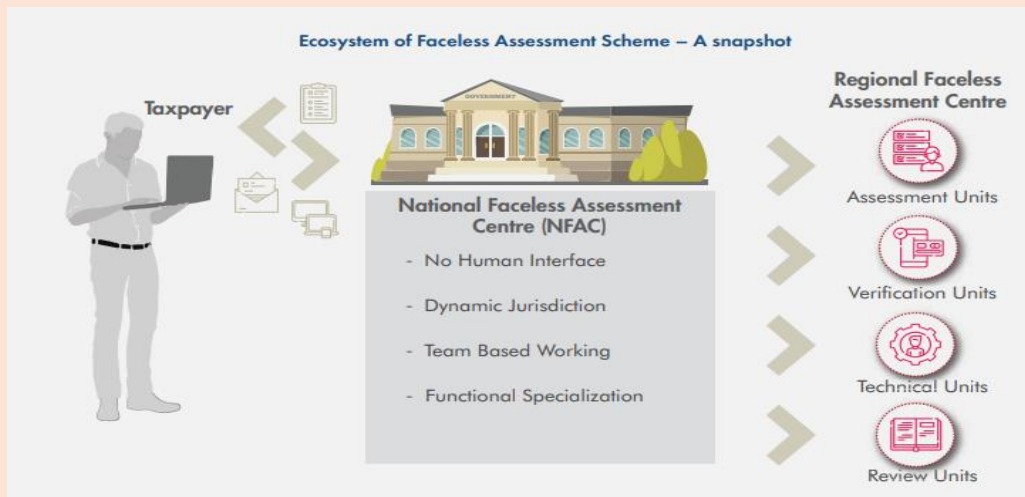 Ecosystem of Faceless Assessment Scheme – A snapshot
Taxpayer
GOVERNMENT
National Faceless Assessment
Centre (NFAC)
- No Human Interface
- Dynamic Jurisdiction
- Team Based Working
- Functional Specialization
Regional Faceless
Assessment Centre
Assessment Units
Verification Units
Technical Units
Review Units